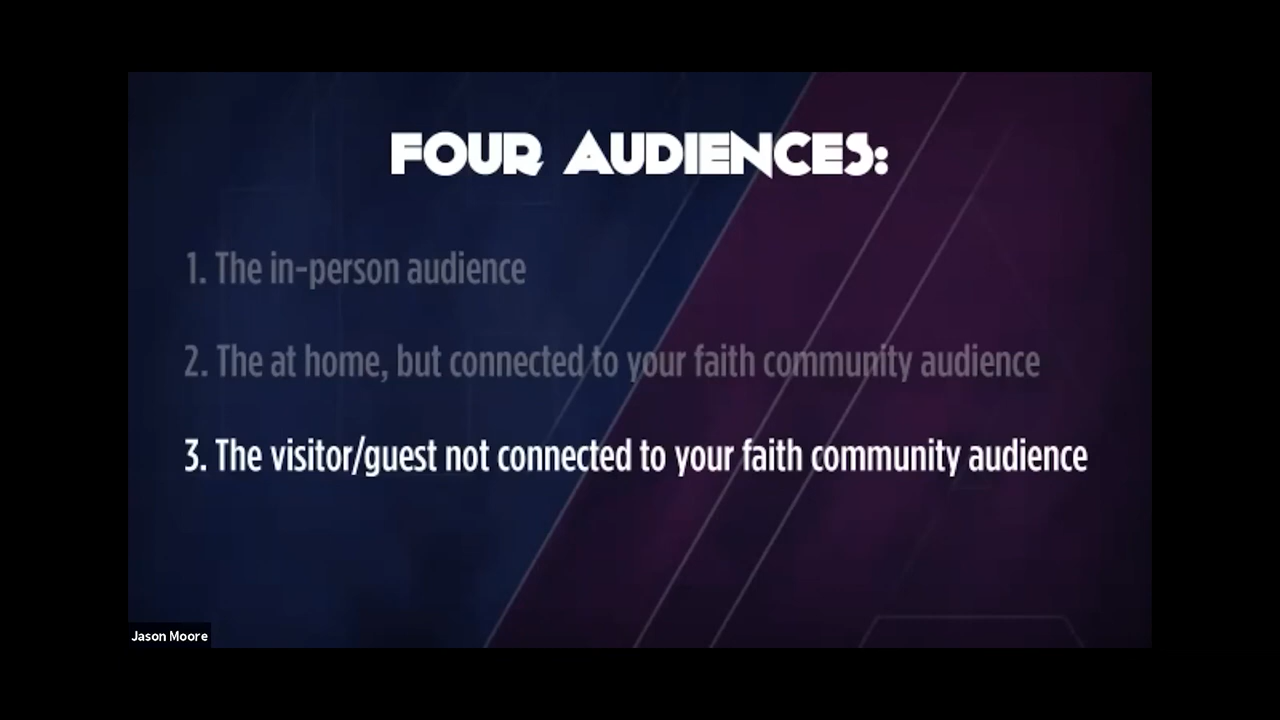 FOUR AUDIENCES:
1. The in-person audience
2. The at home, but connected to your faith community audience
3. The visitor/guest not connected to your faith community audience
Jason Moore